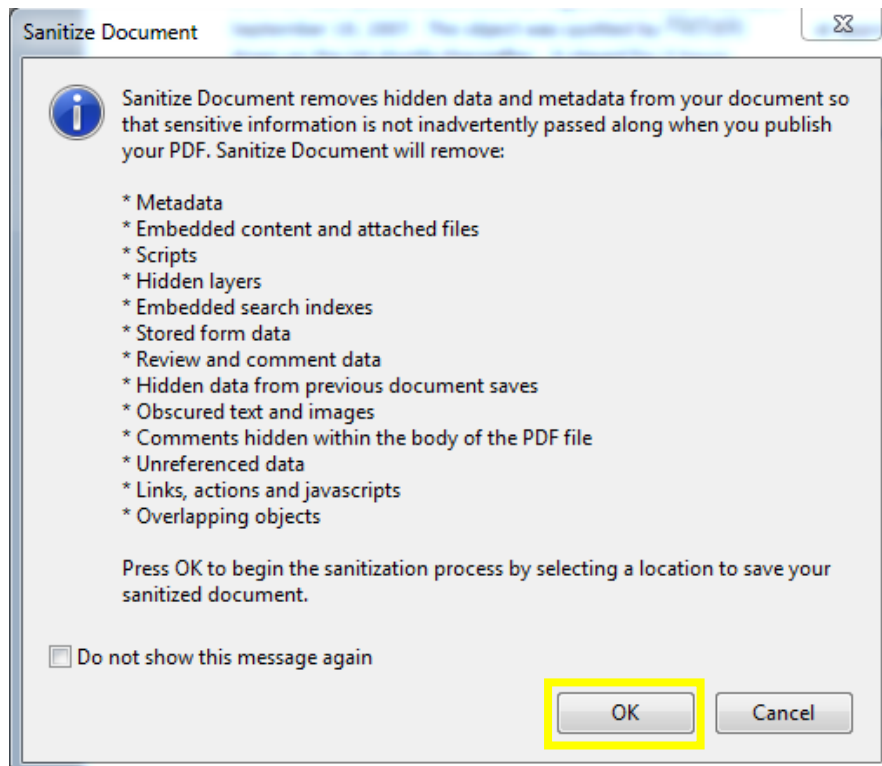 Sanitize Document
Sanitize Document removes hidden data and metadata from your document so
that sensitive information is not inadvertently passed along when you publish
your PDF. Sanitize Document will remove:
* Metadata
* Embedded content and attached files
* Scripts
* Hidden layers
* Embedded search indexes
* Stored form data
* Review and comment data
* Hidden data from previous document saves
* Obscured text and images
* Comments hidden within the body of the PDF file
* Unreferenced data
* Links, actions and javascripts
* Overlapping objects
Press OK to begin the sanitization process by selecting a location to save your
sanitized document.
Do not show this message again
OK
Cancel